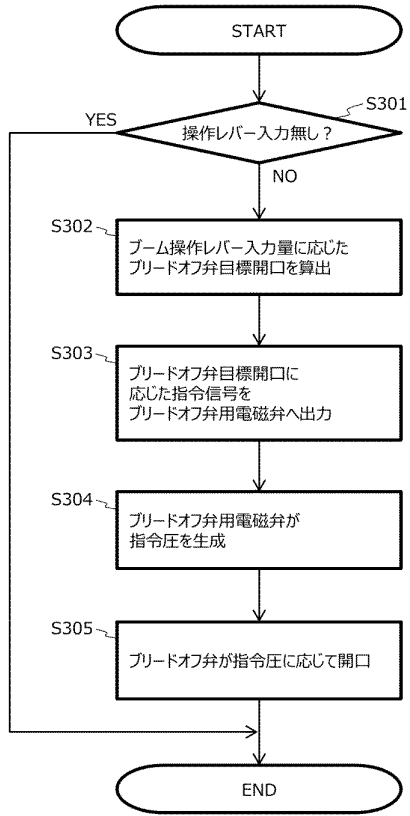 START
S301
YES
操作レバー入力無し？
NO
S302
ブーム操作レバー入力量に応じた
ブリードオフ弁目標開口を算出
S303
ブリードオフ弁目標開口に
応じた指令信号を
ブリードオフ弁用電磁弁へ出力
S304
ブリードオフ弁用電磁弁が
指令圧を生成
S305
ブリードオフ弁が指令圧に応じて開口
END